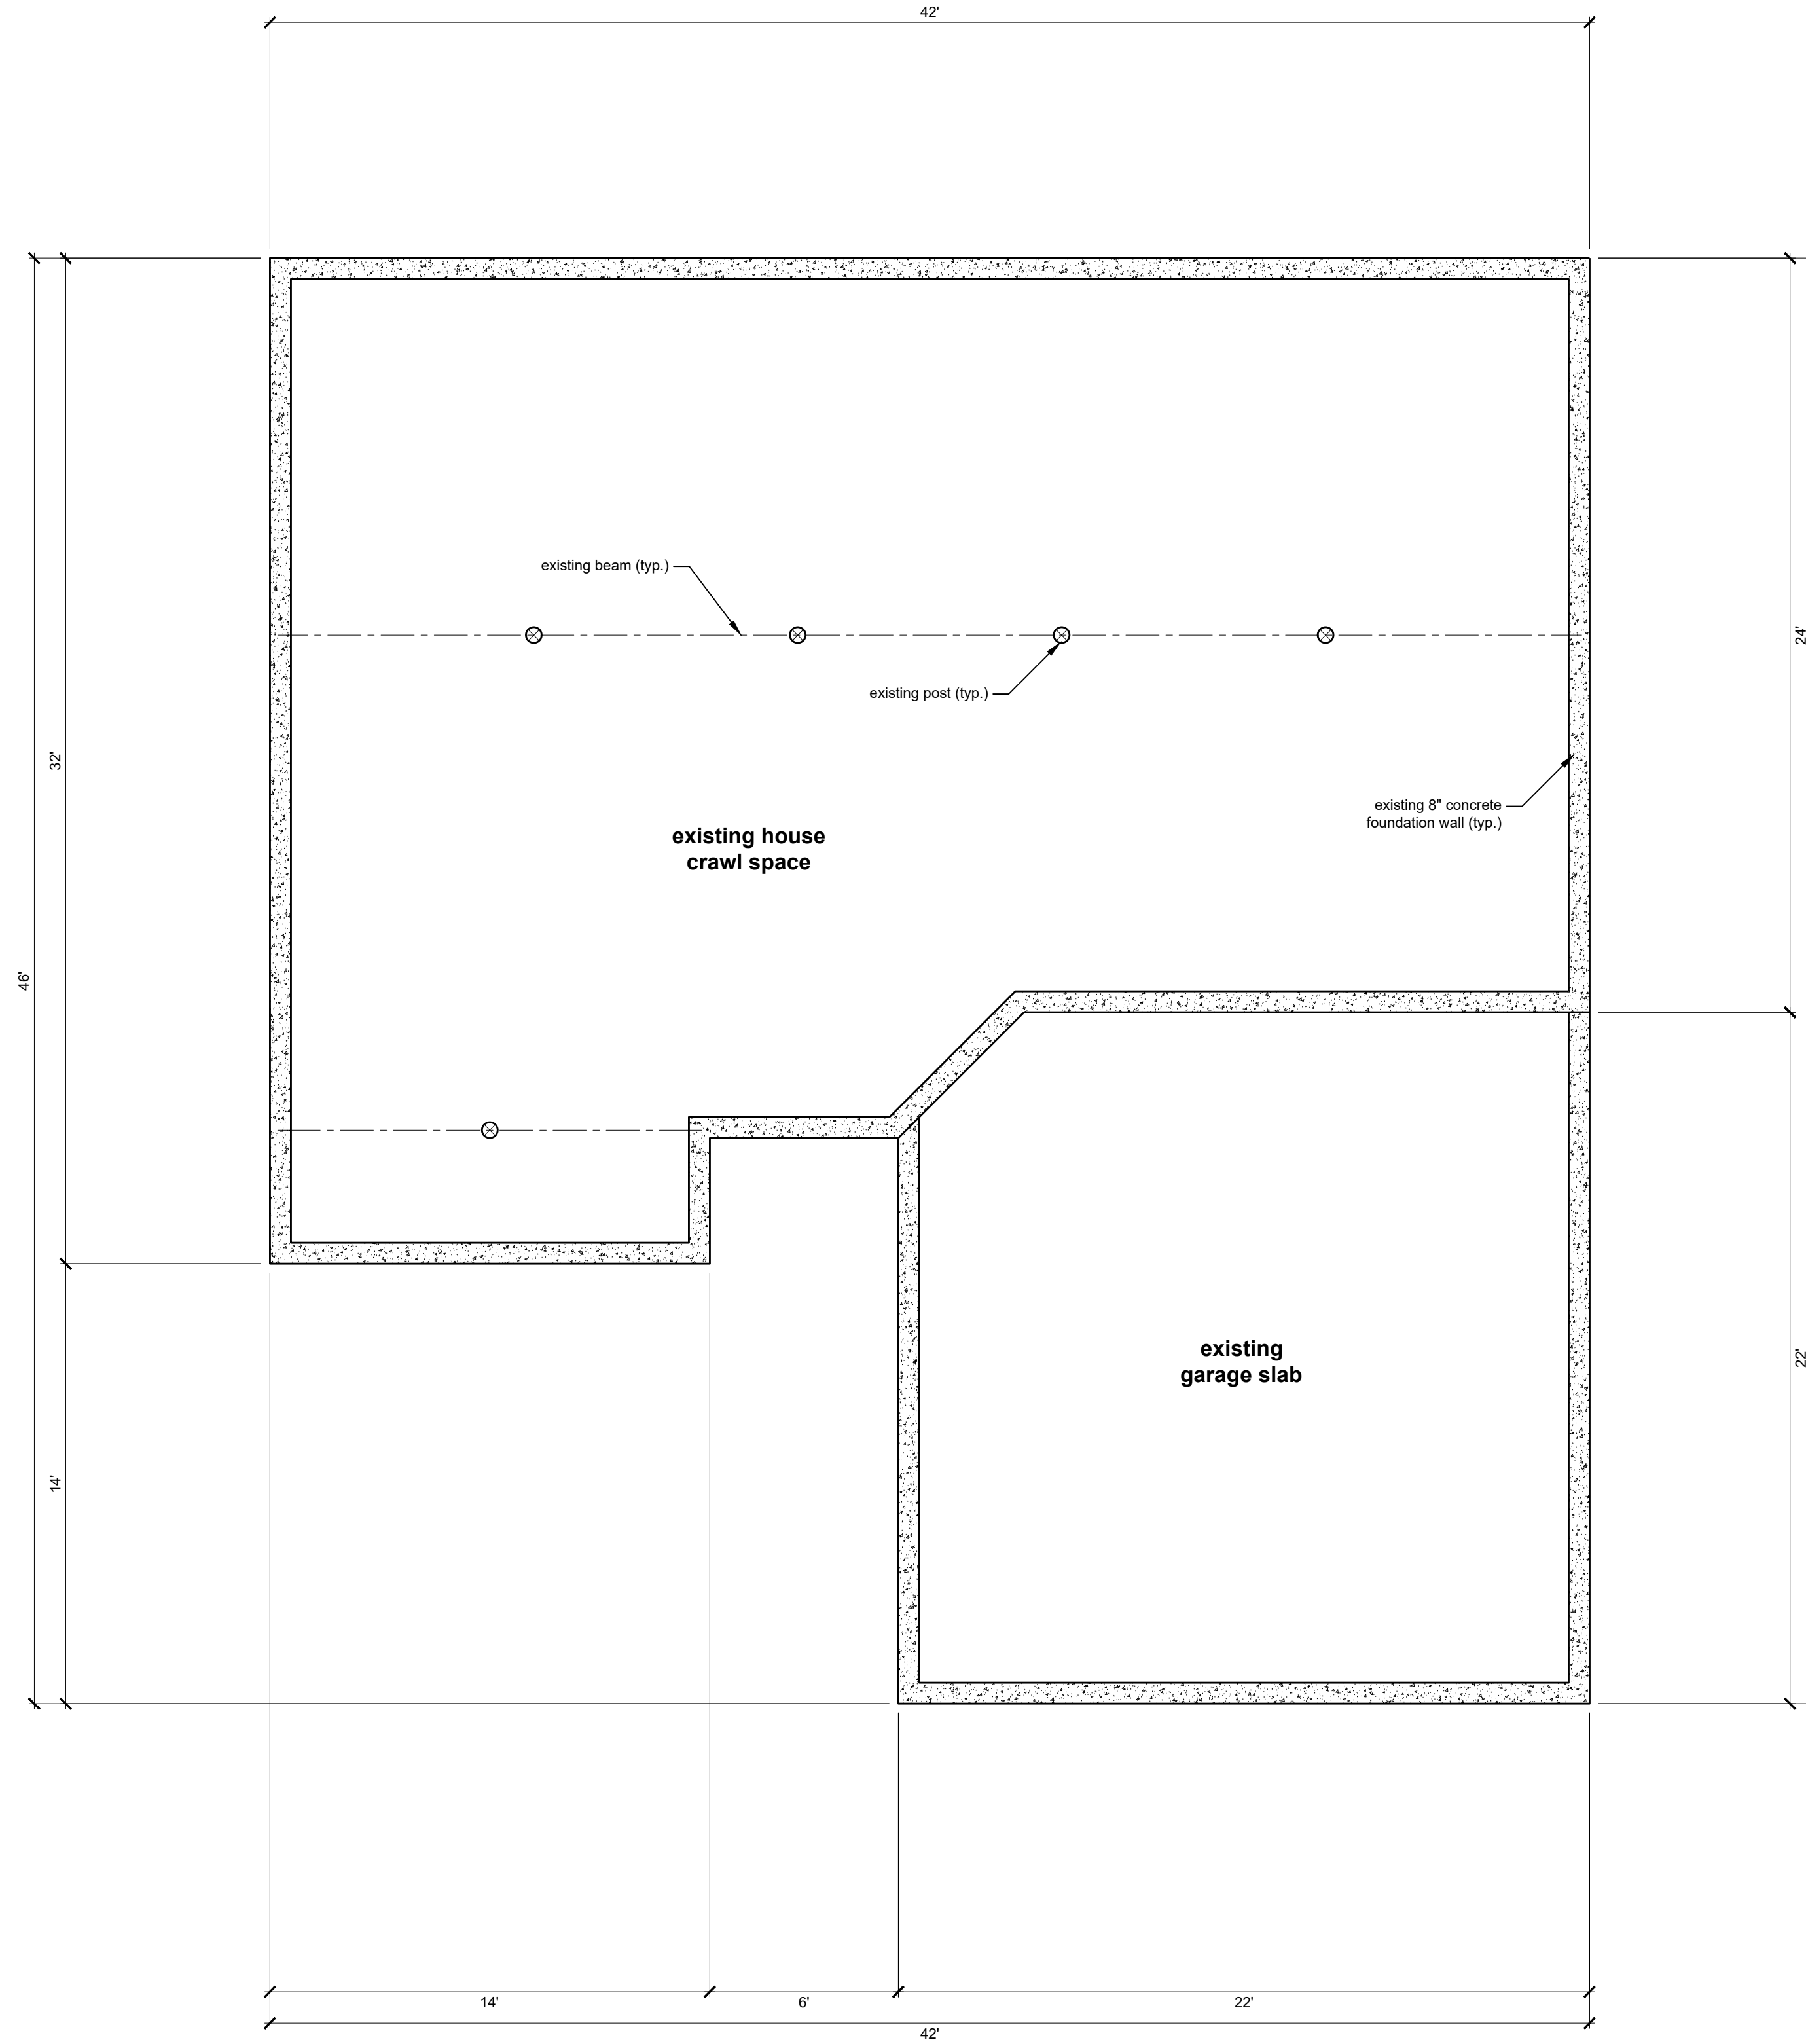 42'
existing beam (typ.)
24'
existing post (typ.)
32'
existing 8" concrete
foundation wall (typ.)
existing house
crawl space
46'
existing
garage slab
22'
14'
14'
6'
22'
42'